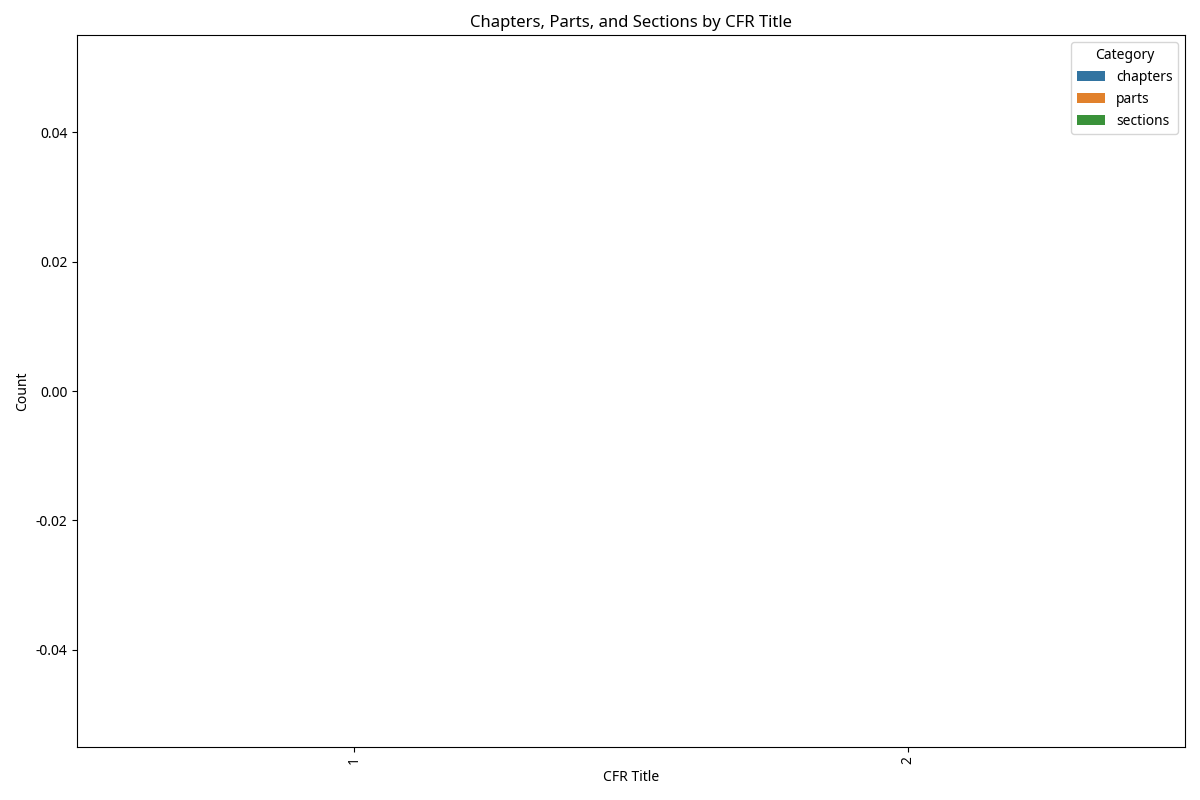 Chapters, Parts, and Sections by CFR Title
Category
chapters
parts
sections
0.04
0.02
0.00
-0.02
-0.04
Count
1
2
CFR Title